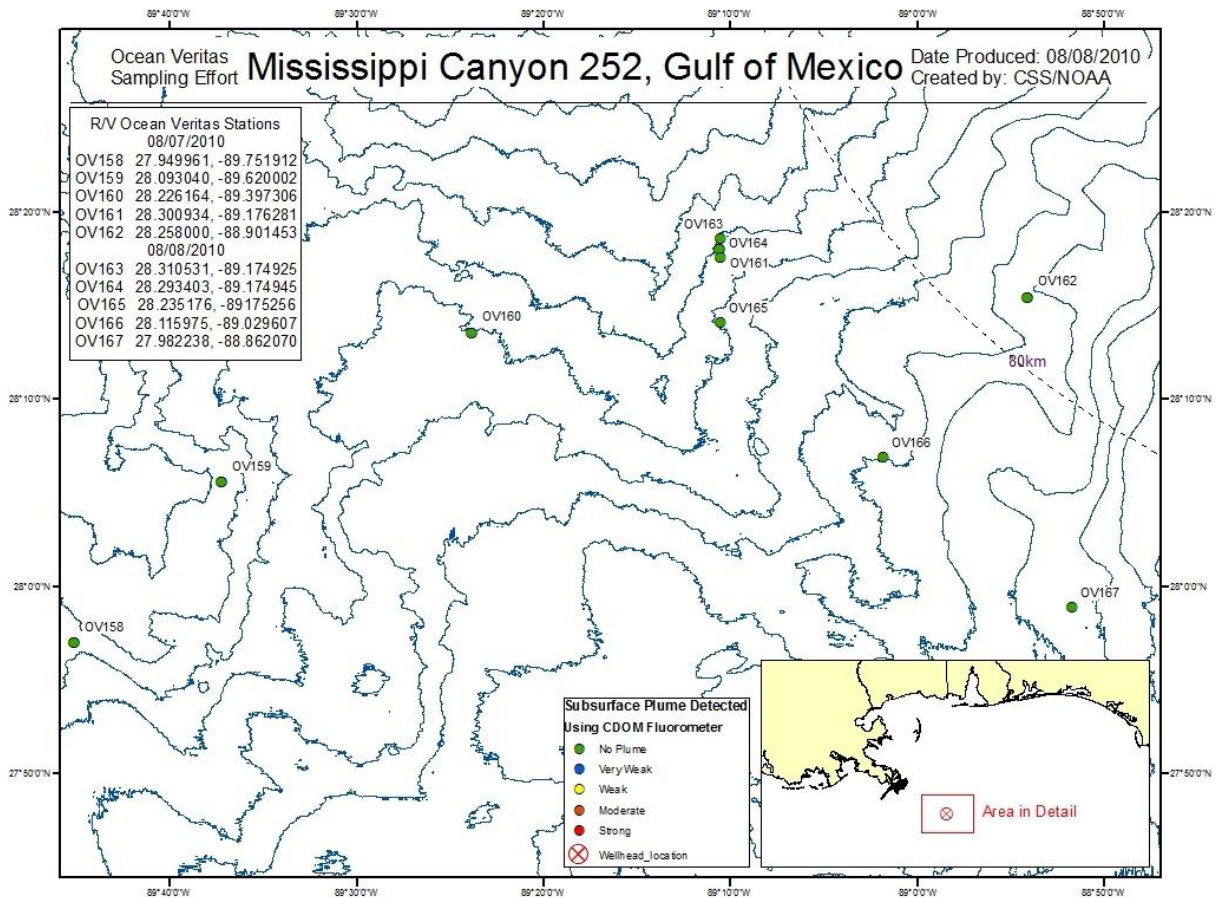 89°40'0"W 89°30'0"W 89°20'0"W 89°10'0"W 89°0'0"W 88°50'0"W
Ocean Veritas
Sampling Effort
Mississippi Canyon 252, Gulf of Mexico
Date Produced: 08/08/2010
Created by: CSS/NOAA
R/V Ocean Veritas Stations
08/07/2010
OV158 27.949961, -89.751912
OV159 28.093040, -89.620002
OV160 28.226164, -89.397306
OV161 28.300934, -89.176281
OV162 28.258000, -88.901453
08/08/2010
OV163 28.310531, -89.174925
OV164 28.293403, -89.174945
OV165 28.235176, -89175256
OV166 28.115975, -89.029607
OV167 27.982238, -88.862070
28°20'0"N 28°20'0"N
OV163
OV164
OV161
OV162
OV165
OV160
80km
28°10'0"N 28°10'0"N
OV166
OV159
28°0'0"N 28°0'0"N
OV167
OV158
27°50'0"N 27°50'0"N
Subsurface Plume Detected
Using CDOM Fluorometer
No Plume
Very Weak
Weak
Moderate
Strong
Wellhead_location
Area in Detail
89°40'0"W 89°30'0"W 89°20'0"W 89°10'0"W 89°0'0"W 88°50'0"W